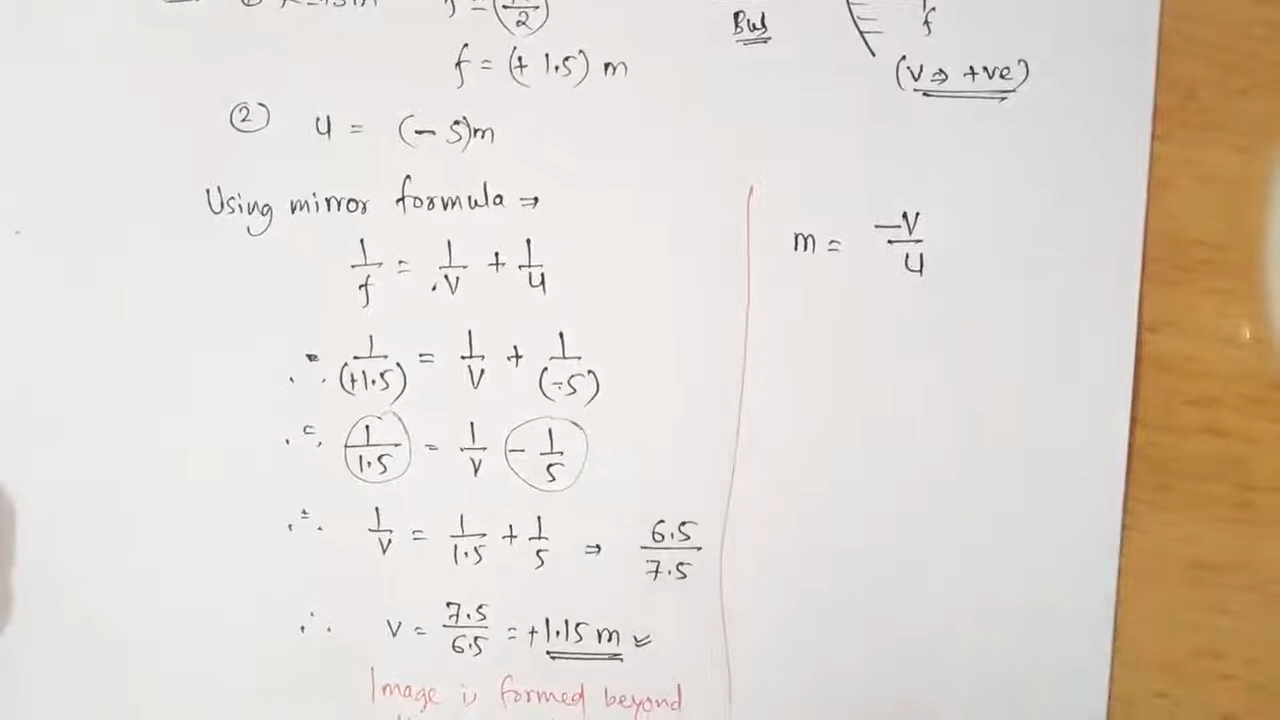 2
f = (+ 1.5) m
② u = (- 5)m
Using mirror formula ⇒
1/f = 1/v + 1/u
∴ 1/(+1.5) = 1/v + 1/(-5)
∴ 1/1.5 = 1/v - 1/5
∴ 1/v = 1/1.5 + 1/5 ⇒ 6.5/7.5
∴ v = 7.5/6.5 = +1.15 m
Image is formed beyond
Bus
f
(v ⇒ +ve)
m = -v/u